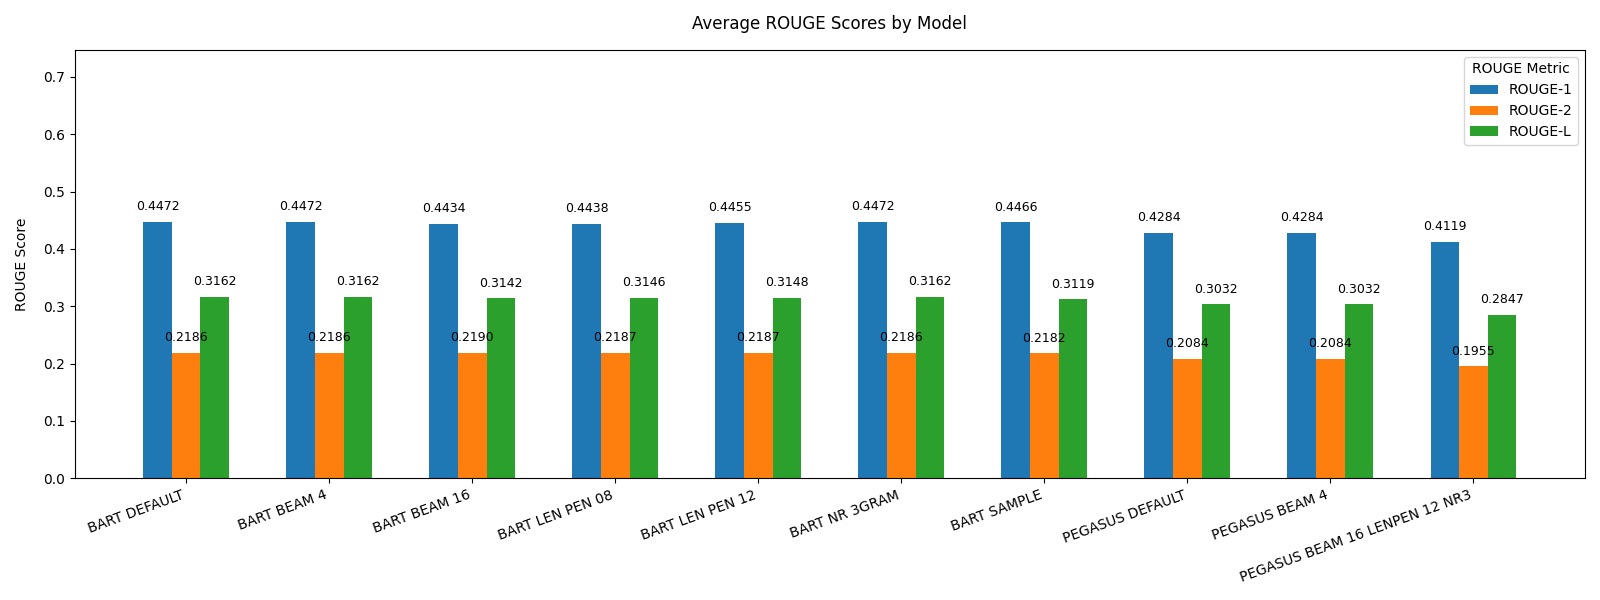 Average ROUGE Scores by Model
ROUGE Score
0.7
0.6
0.5
0.4
0.3
0.2
0.1
0.0
ROUGE Metric
ROUGE-1
ROUGE-2
ROUGE-L
0.4472
0.2186
0.3162
0.4472
0.2186
0.3162
0.4434
0.2190
0.3142
0.4438
0.2187
0.3146
0.4455
0.2187
0.3148
0.4472
0.2186
0.3162
0.4466
0.2182
0.3119
0.4284
0.2084
0.3032
0.4284
0.2084
0.3032
0.4119
0.1955
0.2847
BART DEFAULT
BART BEAM 4
BART BEAM 16
BART LEN PEN 08
BART LEN PEN 12
BART NR 3GRAM
BART SAMPLE
PEGASUS DEFAULT
PEGASUS BEAM 4
PEGASUS BEAM 16 LENPEN 12 NR3